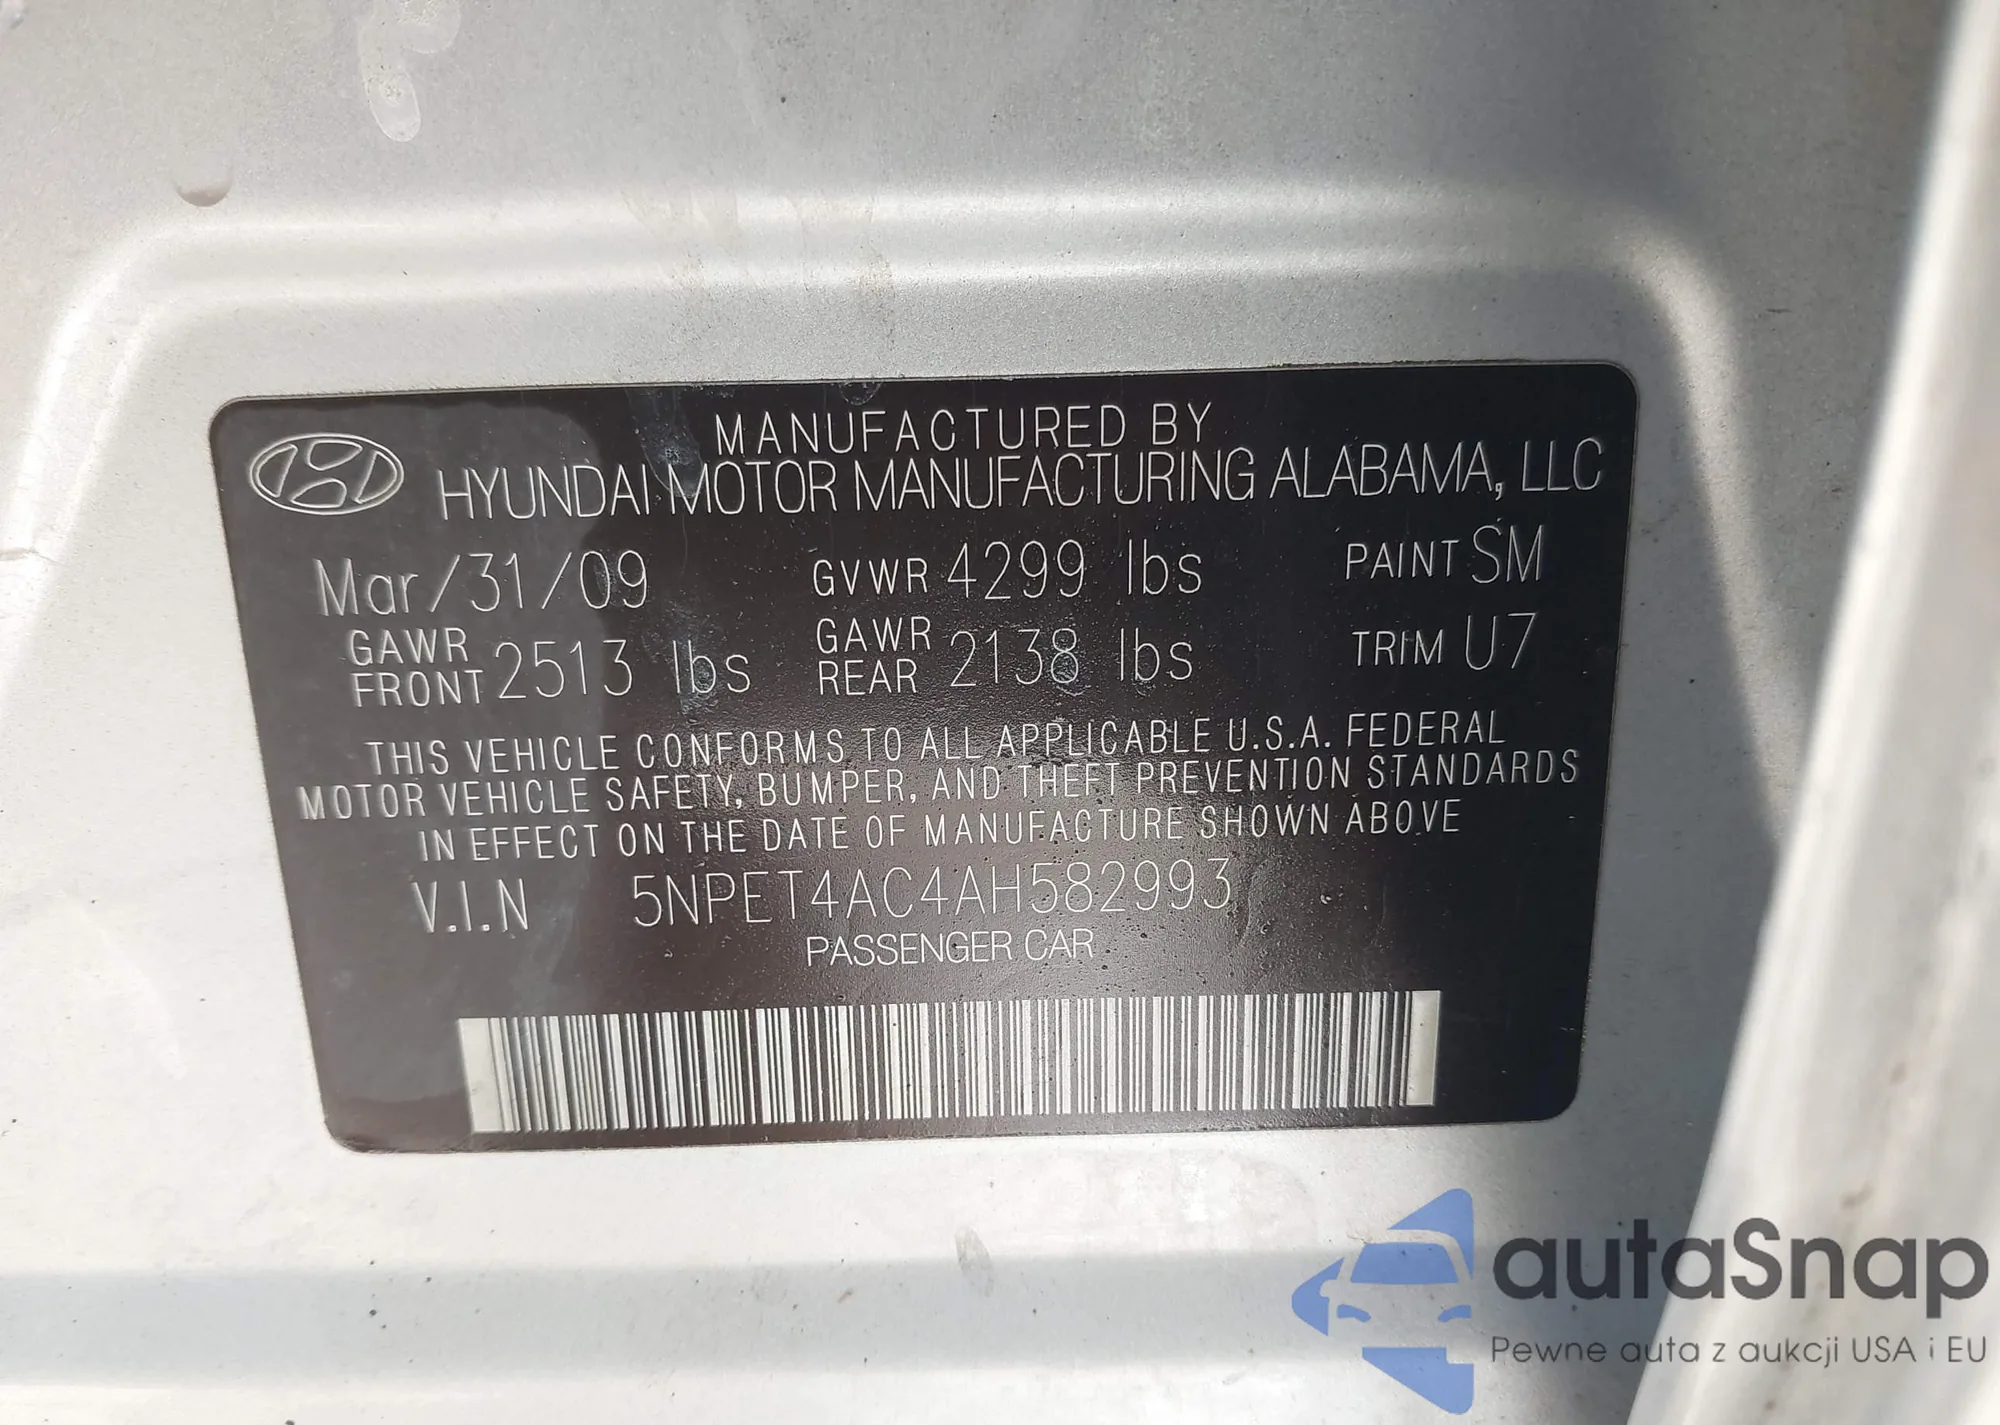 MANUFACTURED BY
HYUNDAI MOTOR MANUFACTURING ALABAMA, LLC
Mar/31/09 GVWR 4299 lbs PAINT SM
GAWR FRONT 2513 lbs GAWR REAR 2138 lbs TRIM U7
THIS VEHICLE CONFORMS TO ALL APPLICABLE U.S.A. FEDERAL
MOTOR VEHICLE SAFETY, BUMPER, AND THEFT PREVENTION STANDARDS
IN EFFECT ON THE DATE OF MANUFACTURE SHOWN ABOVE
V.I.N 5NPET4AC4AH582993
PASSENGER CAR
autaSnap
Pewne auta z aukcji USA i EU